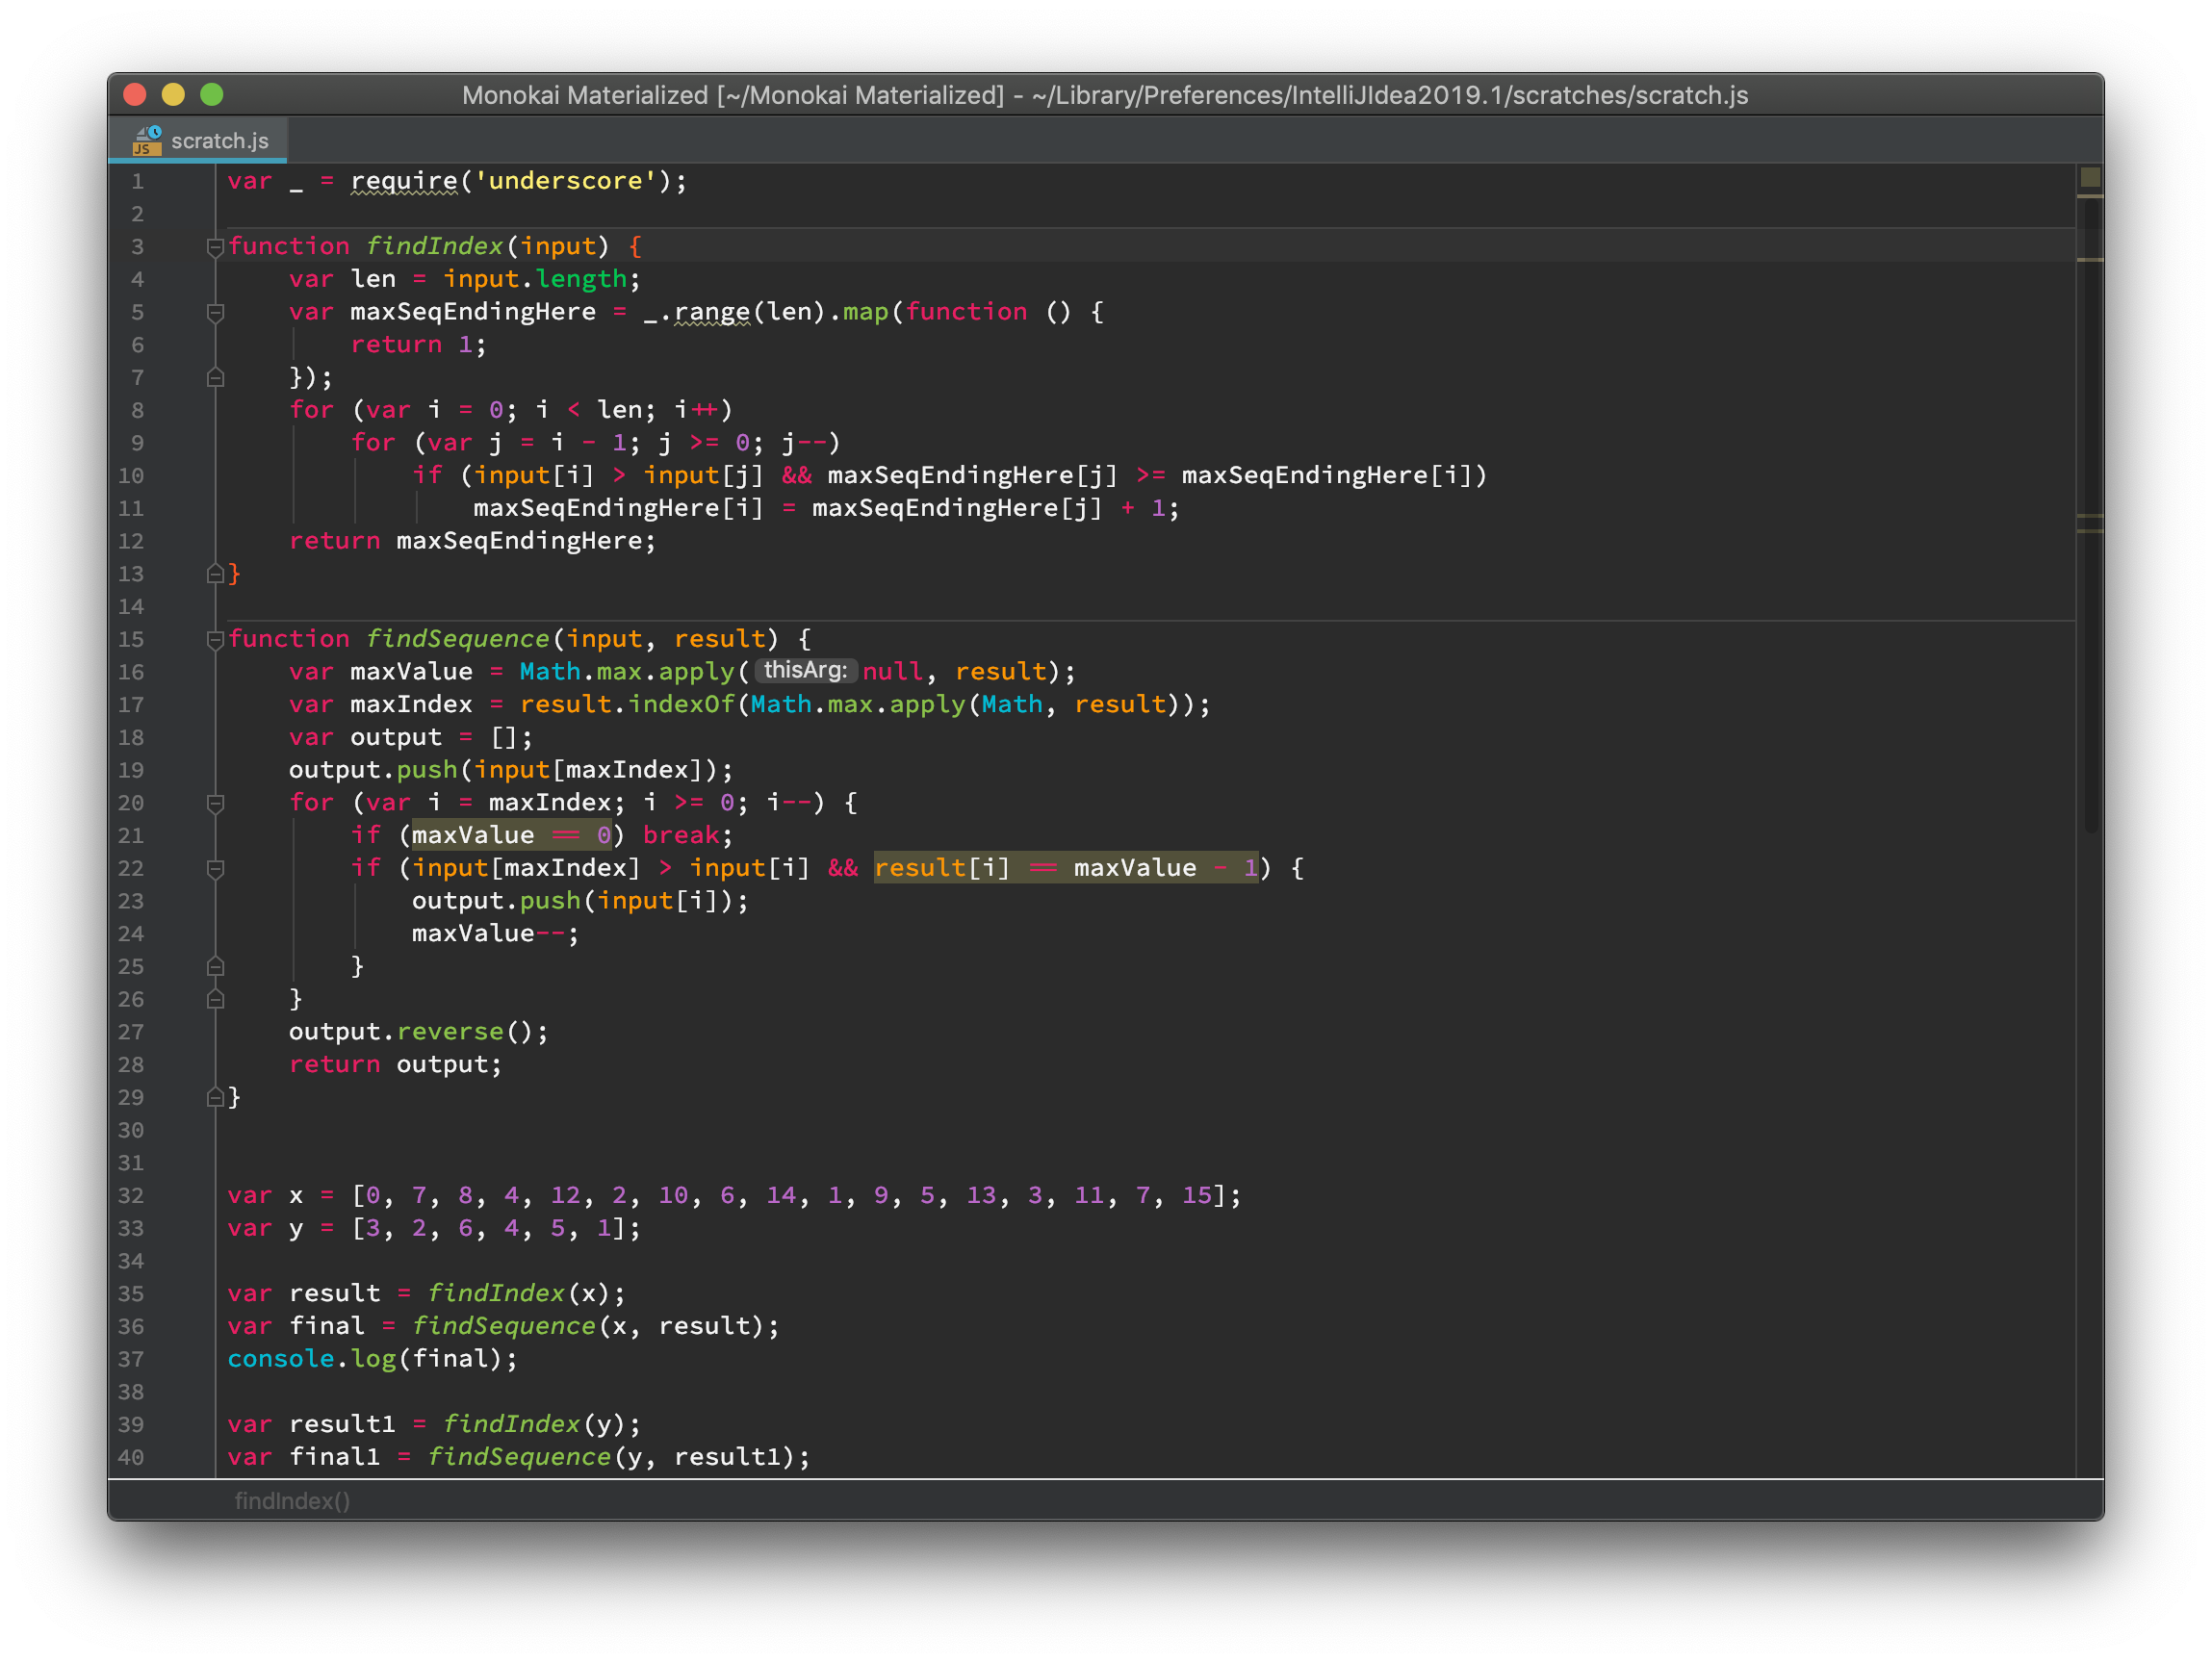 Monokai Materialized [~/Monokai Materialized] - ~/Library/Preferences/IntelliJIdea2019.1/scratches/scratch.js
JS scratch.js
1 var _ = require('underscore');
2
3 function findIndex(input) {
4     var len = input.length;
5     var maxSeqEndingHere = _.range(len).map(function () {
6         return 1;
7     });
8     for (var i = 0; i < len; i++)
9         for (var j = i - 1; j >= 0; j--)
10             if (input[i] > input[j] && maxSeqEndingHere[j] >= maxSeqEndingHere[i])
11                 maxSeqEndingHere[i] = maxSeqEndingHere[j] + 1;
12     return maxSeqEndingHere;
13 }
14
15 function findSequence(input, result) {
16     var maxValue = Math.max.apply( thisArg: null, result);
17     var maxIndex = result.indexOf(Math.max.apply(Math, result));
18     var output = [];
19     output.push(input[maxIndex]);
20     for (var i = maxIndex; i >= 0; i--) {
21         if (maxValue == 0) break;
22         if (input[maxIndex] > input[i] && result[i] == maxValue - 1) {
23             output.push(input[i]);
24             maxValue--;
25         }
26     }
27     output.reverse();
28     return output;
29 }
30
31
32 var x = [0, 7, 8, 4, 12, 2, 10, 6, 14, 1, 9, 5, 13, 3, 11, 7, 15];
33 var y = [3, 2, 6, 4, 5, 1];
34
35 var result = findIndex(x);
36 var final = findSequence(x, result);
37 console.log(final);
38
39 var result1 = findIndex(y);
40 var final1 = findSequence(y, result1);
findIndex()